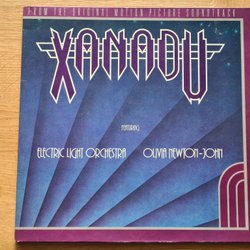 FROM THE ORIGINAL MOTION PICTURE SOUNDTRACK
XANADU
FEATURING
ELECTRIC LIGHT ORCHESTRA OLIVIA NEWTON-JOHN